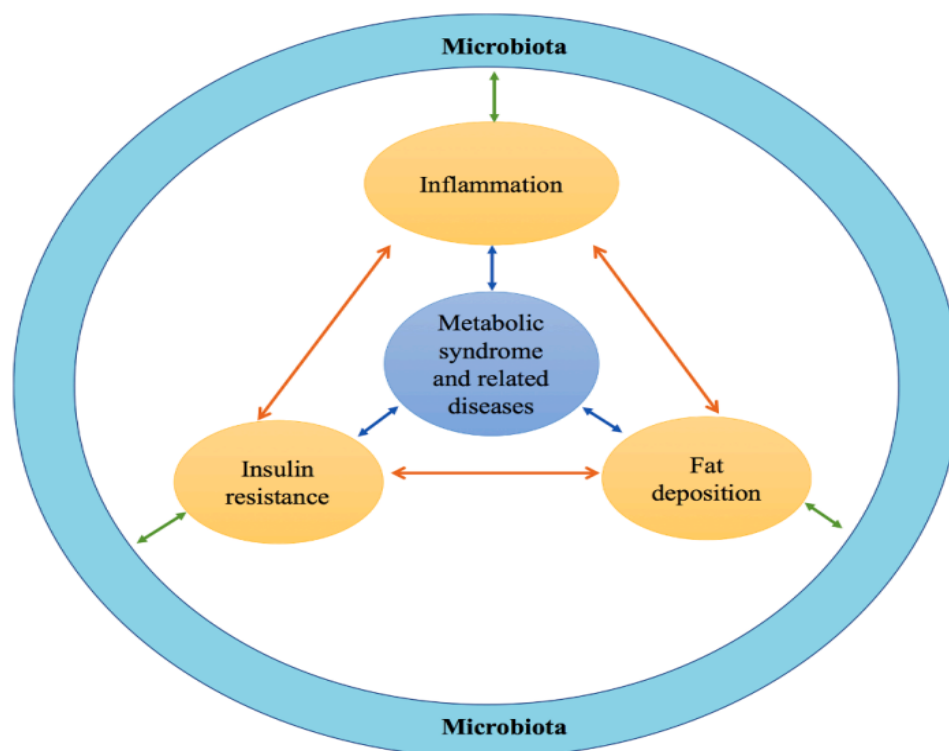 Microbiota
Inflammation
Metabolic
syndrome
and related
diseases
Insulin
resistance
Fat
deposition
Microbiota